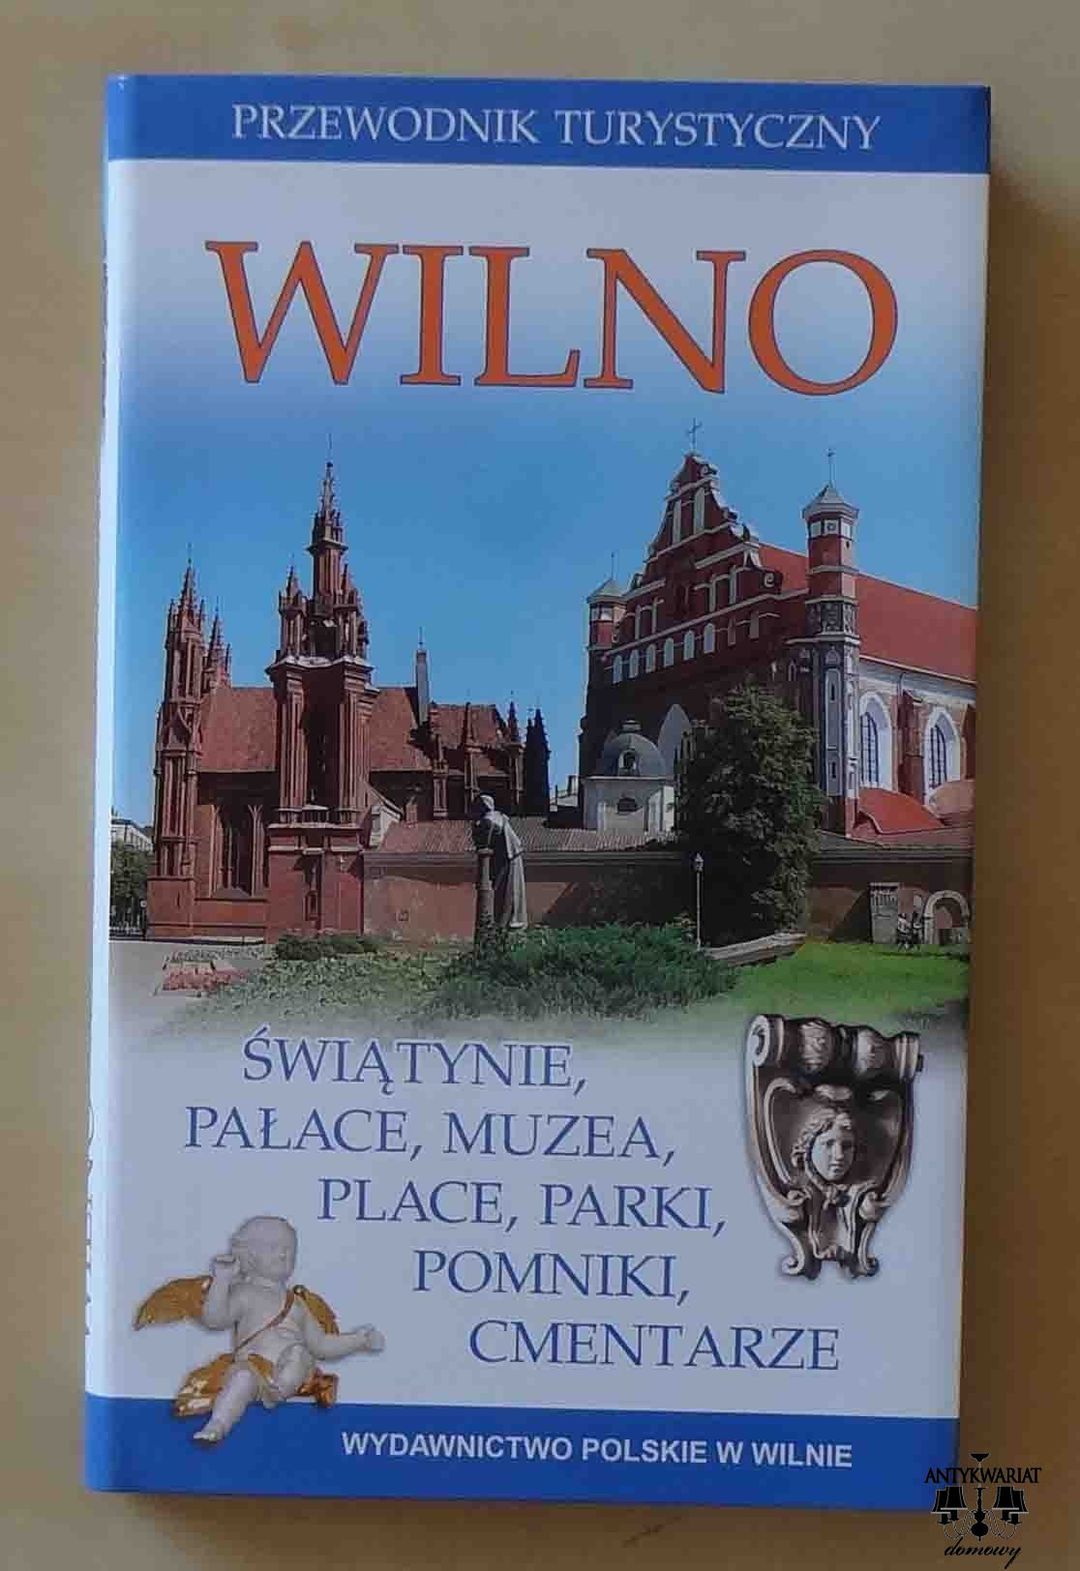 PRZEWODNIK TURYSTYCZNY
WILNO
ŚWIĄTYNIE,
PAŁACE, MUZEA,
PLACE, PARKI,
POMNIKI,
CMENTARZE
WYDAWNICTWO POLSKIE W WILNIE
ANTYKWARIAT
domowy